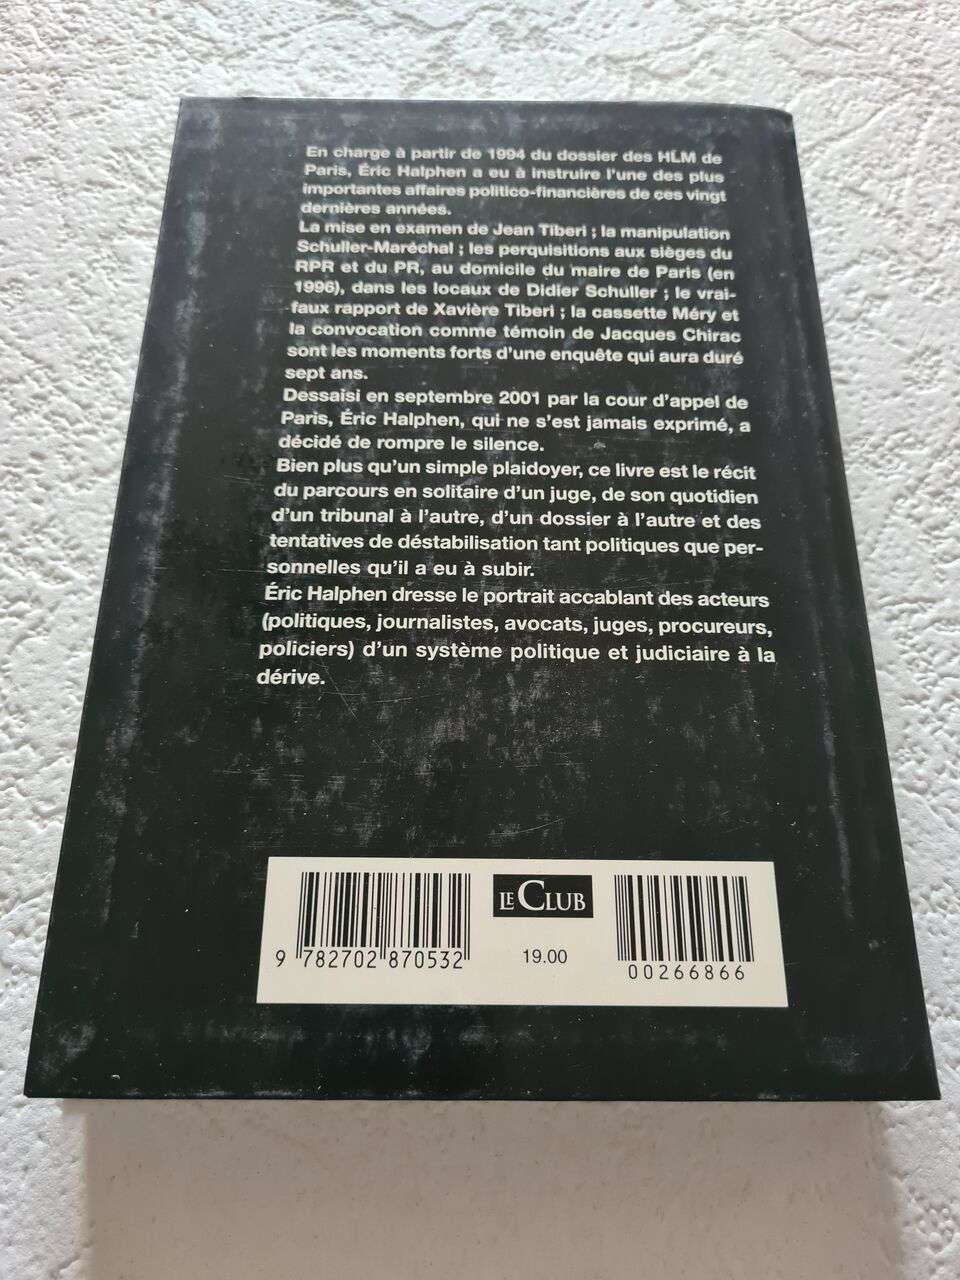 En charge à partir de 1994 du dossier des HLM de
Paris, Éric Halphen a eu à instruire l'une des plus
importantes affaires politico-financières de ces vingt
dernières années.
La mise en examen de Jean Tiberi ; la manipulation
Schuller-Maréchal ; les perquisitions aux sièges du
RPR et du PR, au domicile du maire de Paris (en
1996), dans les locaux de Didier Schuller ; le vrai-
faux rapport de Xavière Tiberi ; la cassette Méry et
la convocation comme témoin de Jacques Chirac
sont les moments forts d'une enquête qui aura duré
sept ans.
Dessaisi en septembre 2001 par la cour d'appel de
Paris, Éric Halphen, qui ne s'est jamais exprimé, a
décidé de rompre le silence.
Bien plus qu'un simple plaidoyer, ce livre est le récit
du parcours en solitaire d'un juge, de son quotidien
d'un tribunal à l'autre, d'un dossier à l'autre et des
tentatives de déstabilisation tant politiques que per-
sonnelles qu'il a eu à subir.
Éric Halphen dresse le portrait accablant des acteurs
(politiques, journalistes, avocats, juges, procureurs,
policiers) d'un système politique et judiciaire à la
dérive.
LE CLUB
9 782702 870532
19.00
00266866